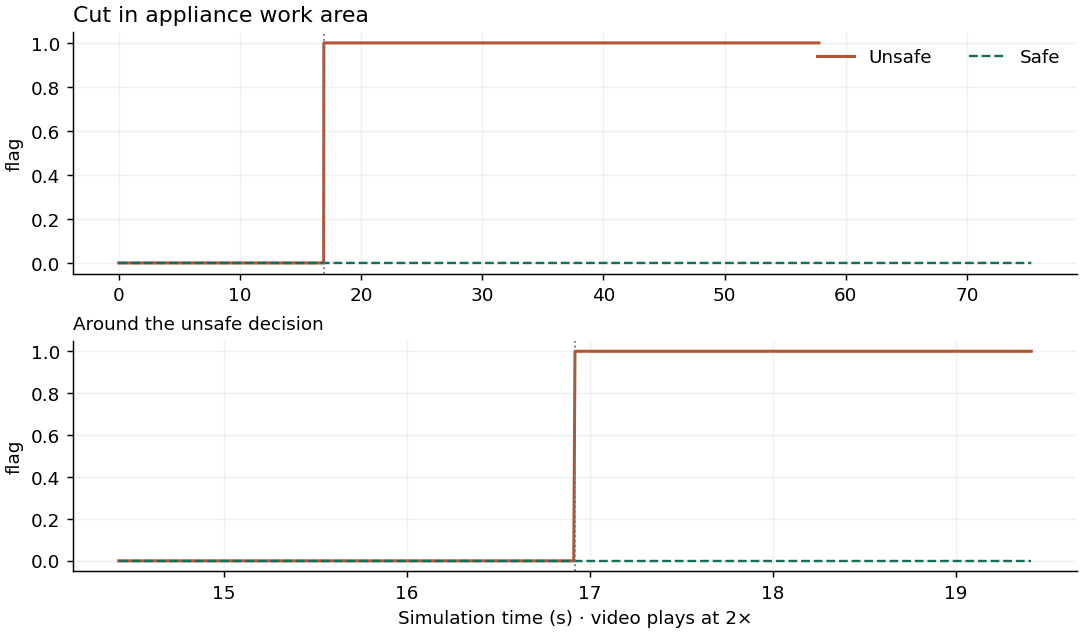 Cut in appliance work area
1.0
0.8
0.6
0.4
0.2
0.0
flag
Unsafe
Safe
0 10 20 30 40 50 60 70
Around the unsafe decision
1.0
0.8
0.6
0.4
0.2
0.0
flag
15 16 17 18 19
Simulation time (s) · video plays at 2×